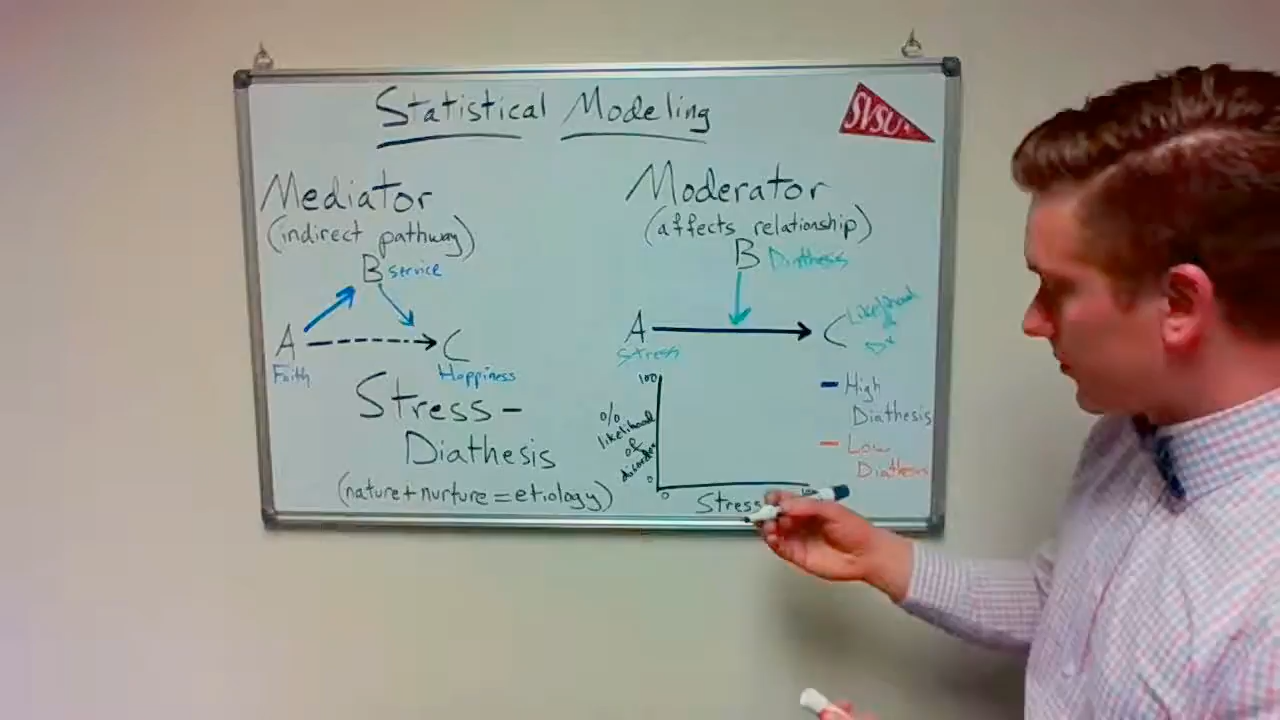 Statistical Modeling
SVSU
Mediator
(indirect pathway)
B service
A
C
Faith
Happiness
Stress-
Diathesis
(nature + nurture = etiology)
Moderator
(affects relationship)
B Diathesis
A
C Likelihood
of
Dx
Stress
100
%
likelihood
of
disorder
0
0
Stress
High
Diathesis
Low
Diathesis